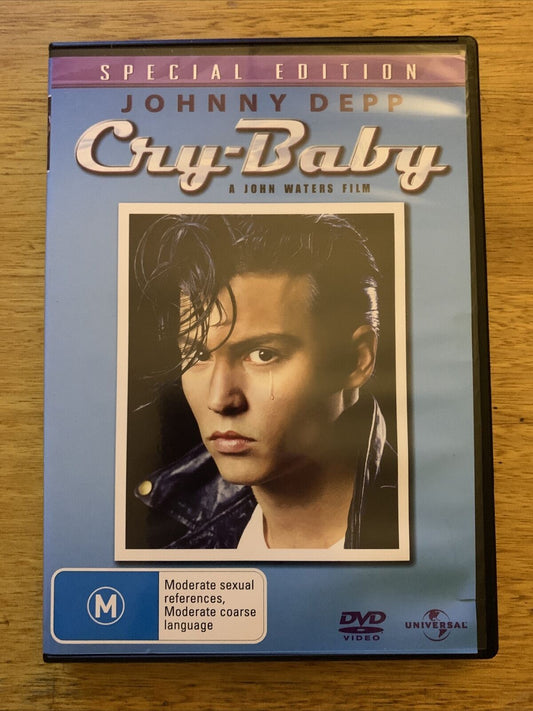 SPECIAL EDITION
JOHNNY DEPP
Cry-Baby
A JOHN WATERS FILM
M
Moderate sexual
references,
Moderate coarse
language
DVD
VIDEO
UNIVERSAL